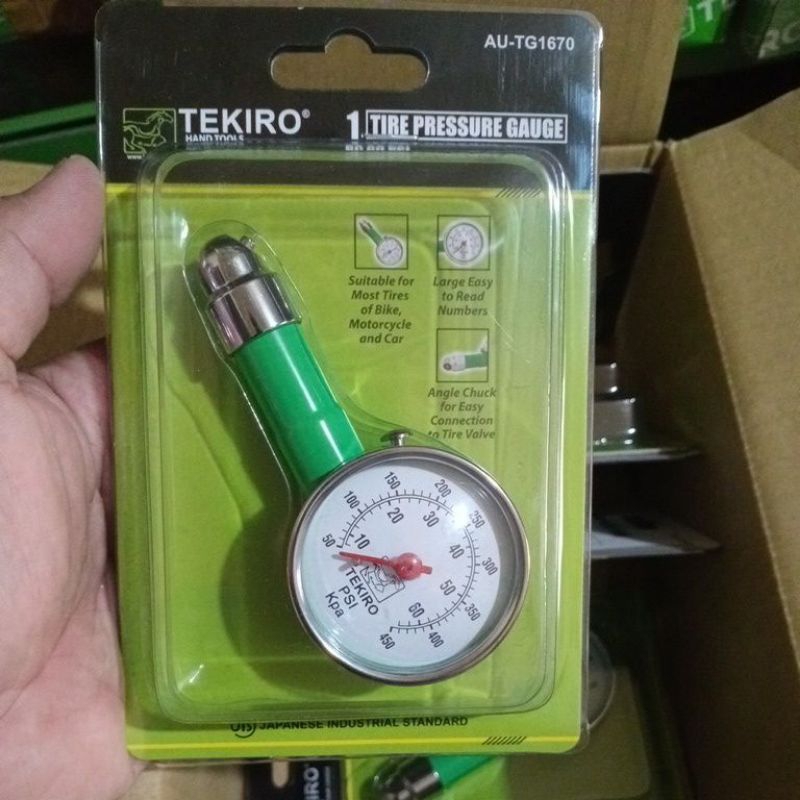 AU-TG1670
TEKIRO®
HAND TOOLS
1 TIRE PRESSURE GAUGE
Suitable for
Most Tires
of Bike,
Motorcycle
and Car
Large Easy
to Read
Numbers
Angle Chuck
for Easy
Connection
to Tire Valve
50 100 150 200 250 300 350 400 450
10 20 30 40 50 60
TEKIRO
PSI
Kpa
JIS JAPANESE INDUSTRIAL STANDARD
TEKIRO